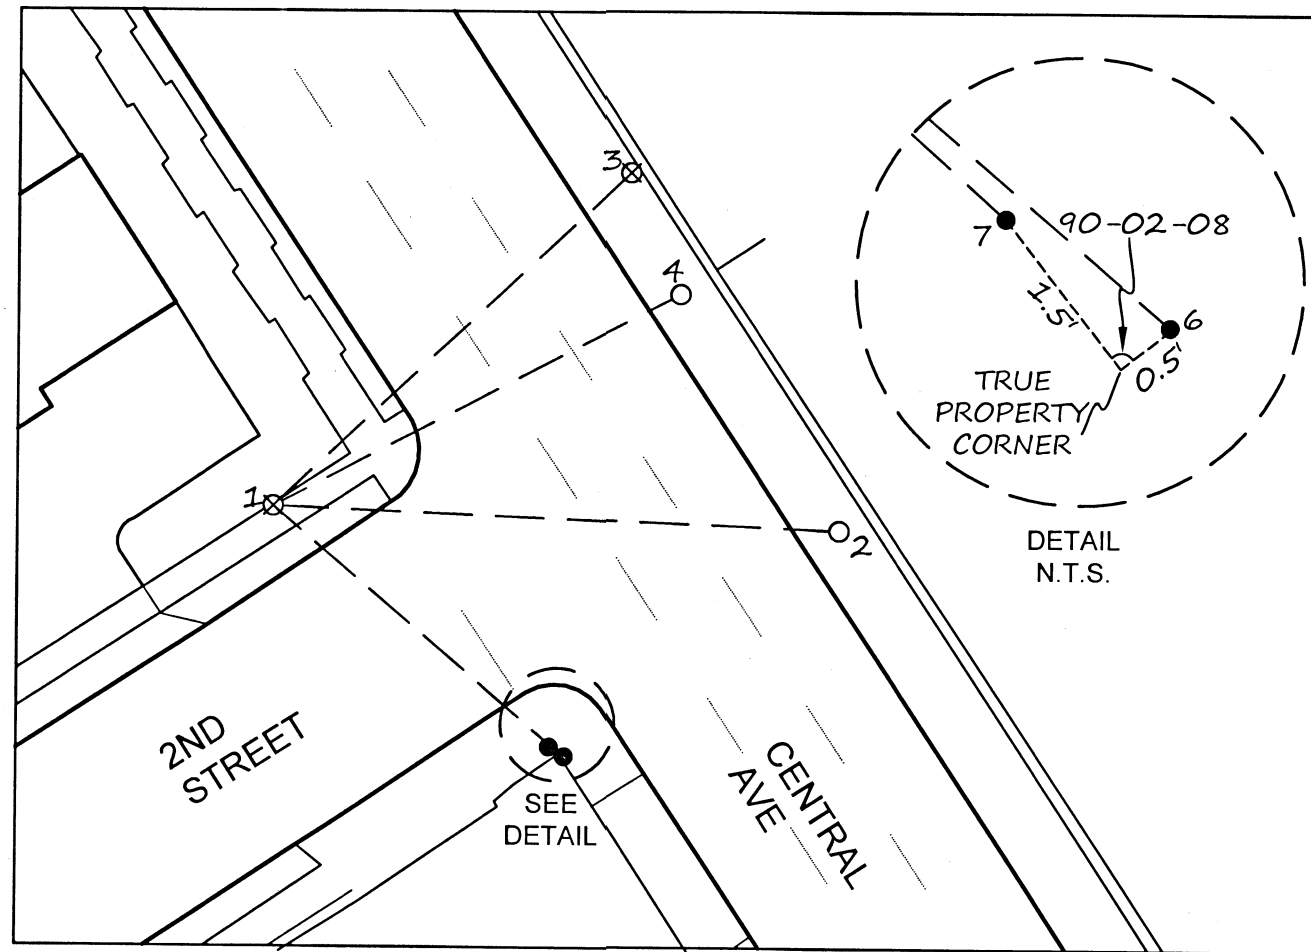 3
4
1
2
2ND
STREET
CENTRAL
AVE
SEE
DETAIL
7
90-02-08
6
1.5'
0.5'
TRUE
PROPERTY
CORNER
DETAIL
N.T.S.